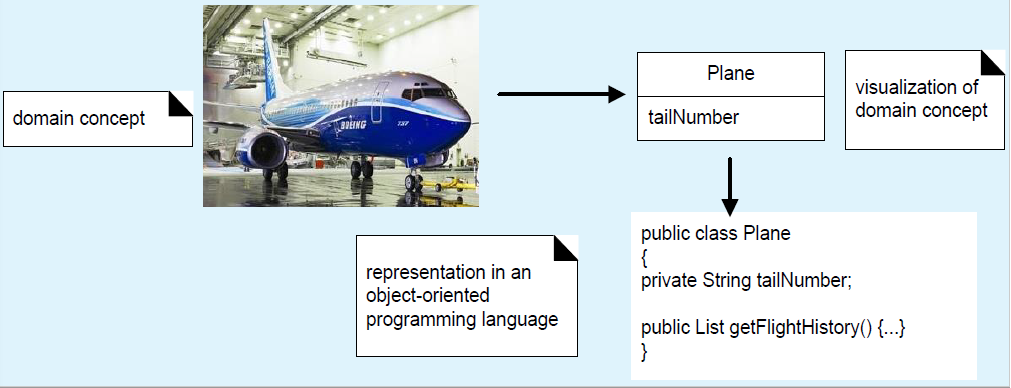 domain concept
BOEING
737
Plane
tailNumber
visualization of
domain concept
representation in an
object-oriented
programming language
public class Plane
{
private String tailNumber;
public List getFlightHistory() {...}
}